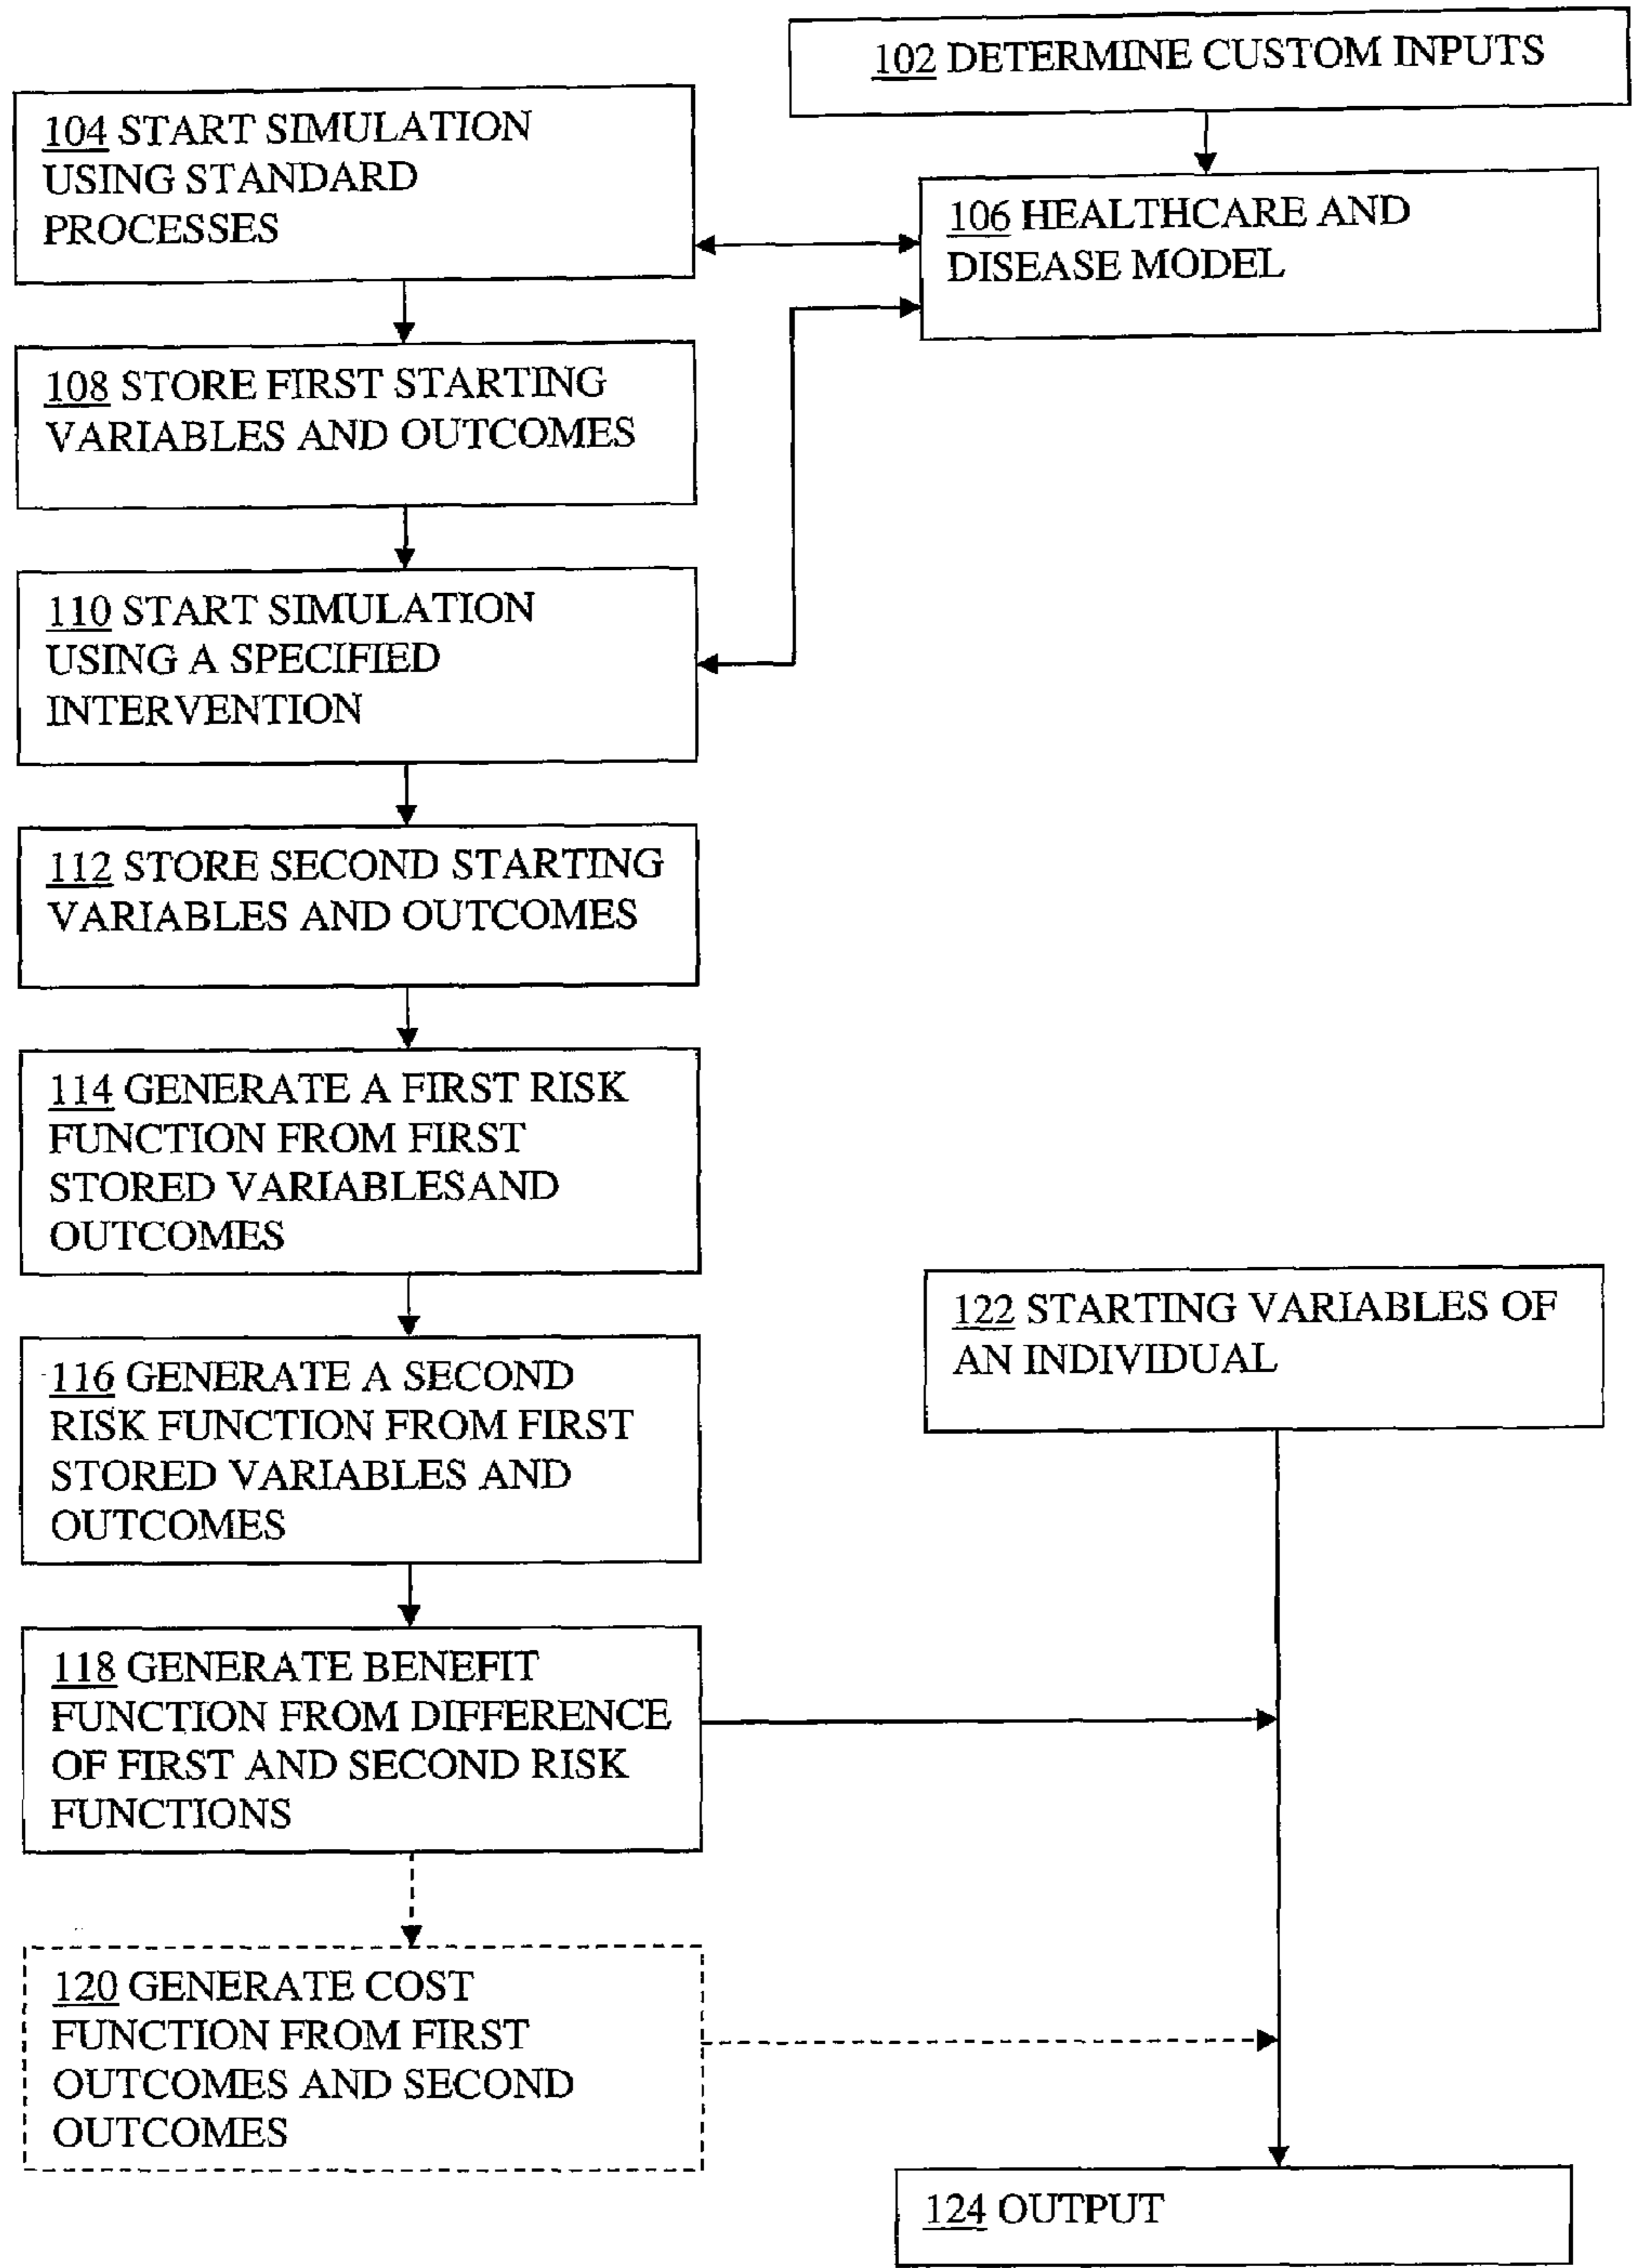 102 DETERMINE CUSTOM INPUTS
104 START SIMULATION
USING STANDARD
PROCESSES
106 HEALTHCARE AND
DISEASE MODEL
108 STORE FIRST STARTING
VARIABLES AND OUTCOMES
110 START SIMULATION
USING A SPECIFIED
INTERVENTION
112 STORE SECOND STARTING
VARIABLES AND OUTCOMES
114 GENERATE A FIRST RISK
FUNCTION FROM FIRST
STORED VARIABLESAND
OUTCOMES
122 STARTING VARIABLES OF
AN INDIVIDUAL
116 GENERATE A SECOND
RISK FUNCTION FROM FIRST
STORED VARIABLES AND
OUTCOMES
118 GENERATE BENEFIT
FUNCTION FROM DIFFERENCE
OF FIRST AND SECOND RISK
FUNCTIONS
120 GENERATE COST
FUNCTION FROM FIRST
OUTCOMES AND SECOND
OUTCOMES
124 OUTPUT